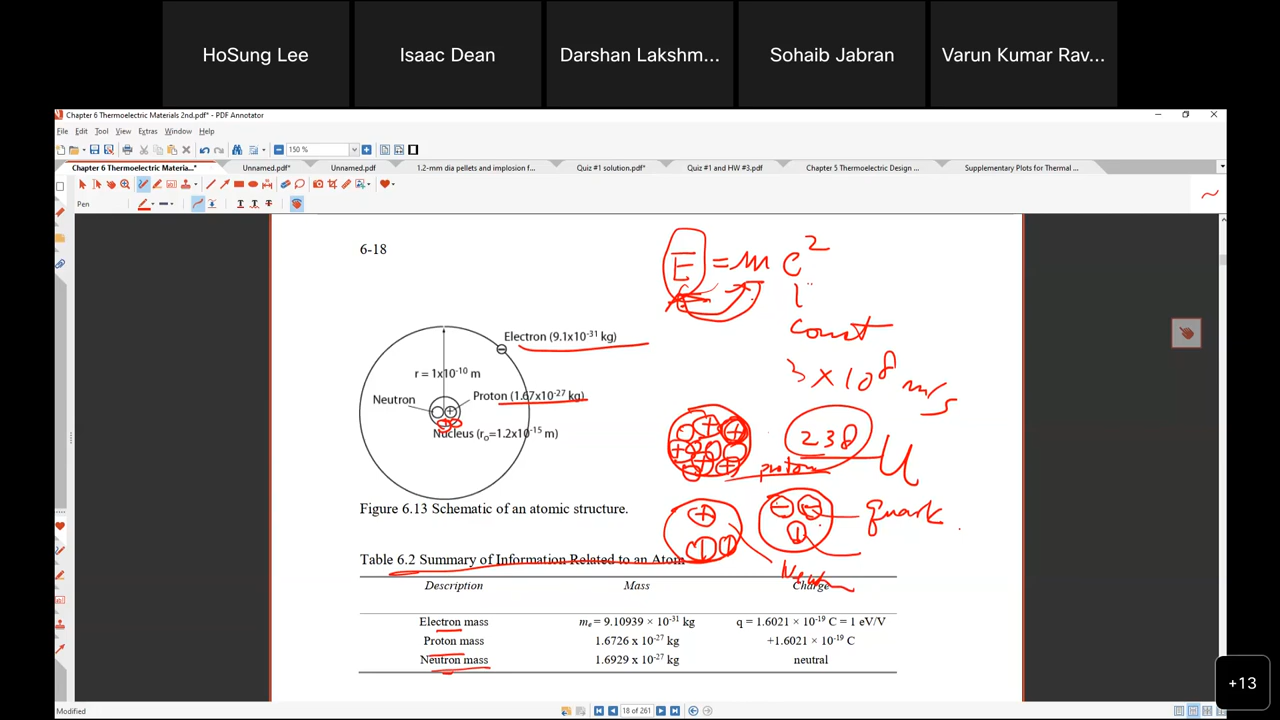 HoSung Lee
Isaac Dean
Darshan Lakshm...
Sohaib Jabran
Varun Kumar Rav...
Chapter 6 Thermoelectric Materials 2nd.pdf* - PDF Annotator
File Edit Tool View Extras Window Help
150 %
Chapter 6 Thermoelectric Materia...*
Unnamed.pdf*
Unnamed.pdf
1.2-mm dia pellets and implosion f...
Quiz #1 solution.pdf*
Quiz #1 and HW #3.pdf
Chapter 5 Thermoelectric Design ...
Supplementary Plots for Thermal ...
Pen
6-18
E = mc²
const
3 × 10⁸ m/s
Electron (9.1x10⁻³¹ kg)
r = 1x10⁻¹⁰ m
Proton (1.67x10⁻²⁷ kg)
Neutron
Nucleus (rₒ=1.2x10⁻¹⁵ m)
238
U
proton
quark
Figure 6.13 Schematic of an atomic structure.
Table 6.2 Summary of Information Related to an Atom
Description Mass Charge
Electron mass mₑ = 9.10939 × 10⁻³¹ kg q = 1.6021 × 10⁻¹⁹ C = 1 eV/V
Proton mass 1.6726 x 10⁻²⁷ kg +1.6021 × 10⁻¹⁹ C
Neutron mass 1.6929 x 10⁻²⁷ kg neutral
+13
Modified
18 of 261